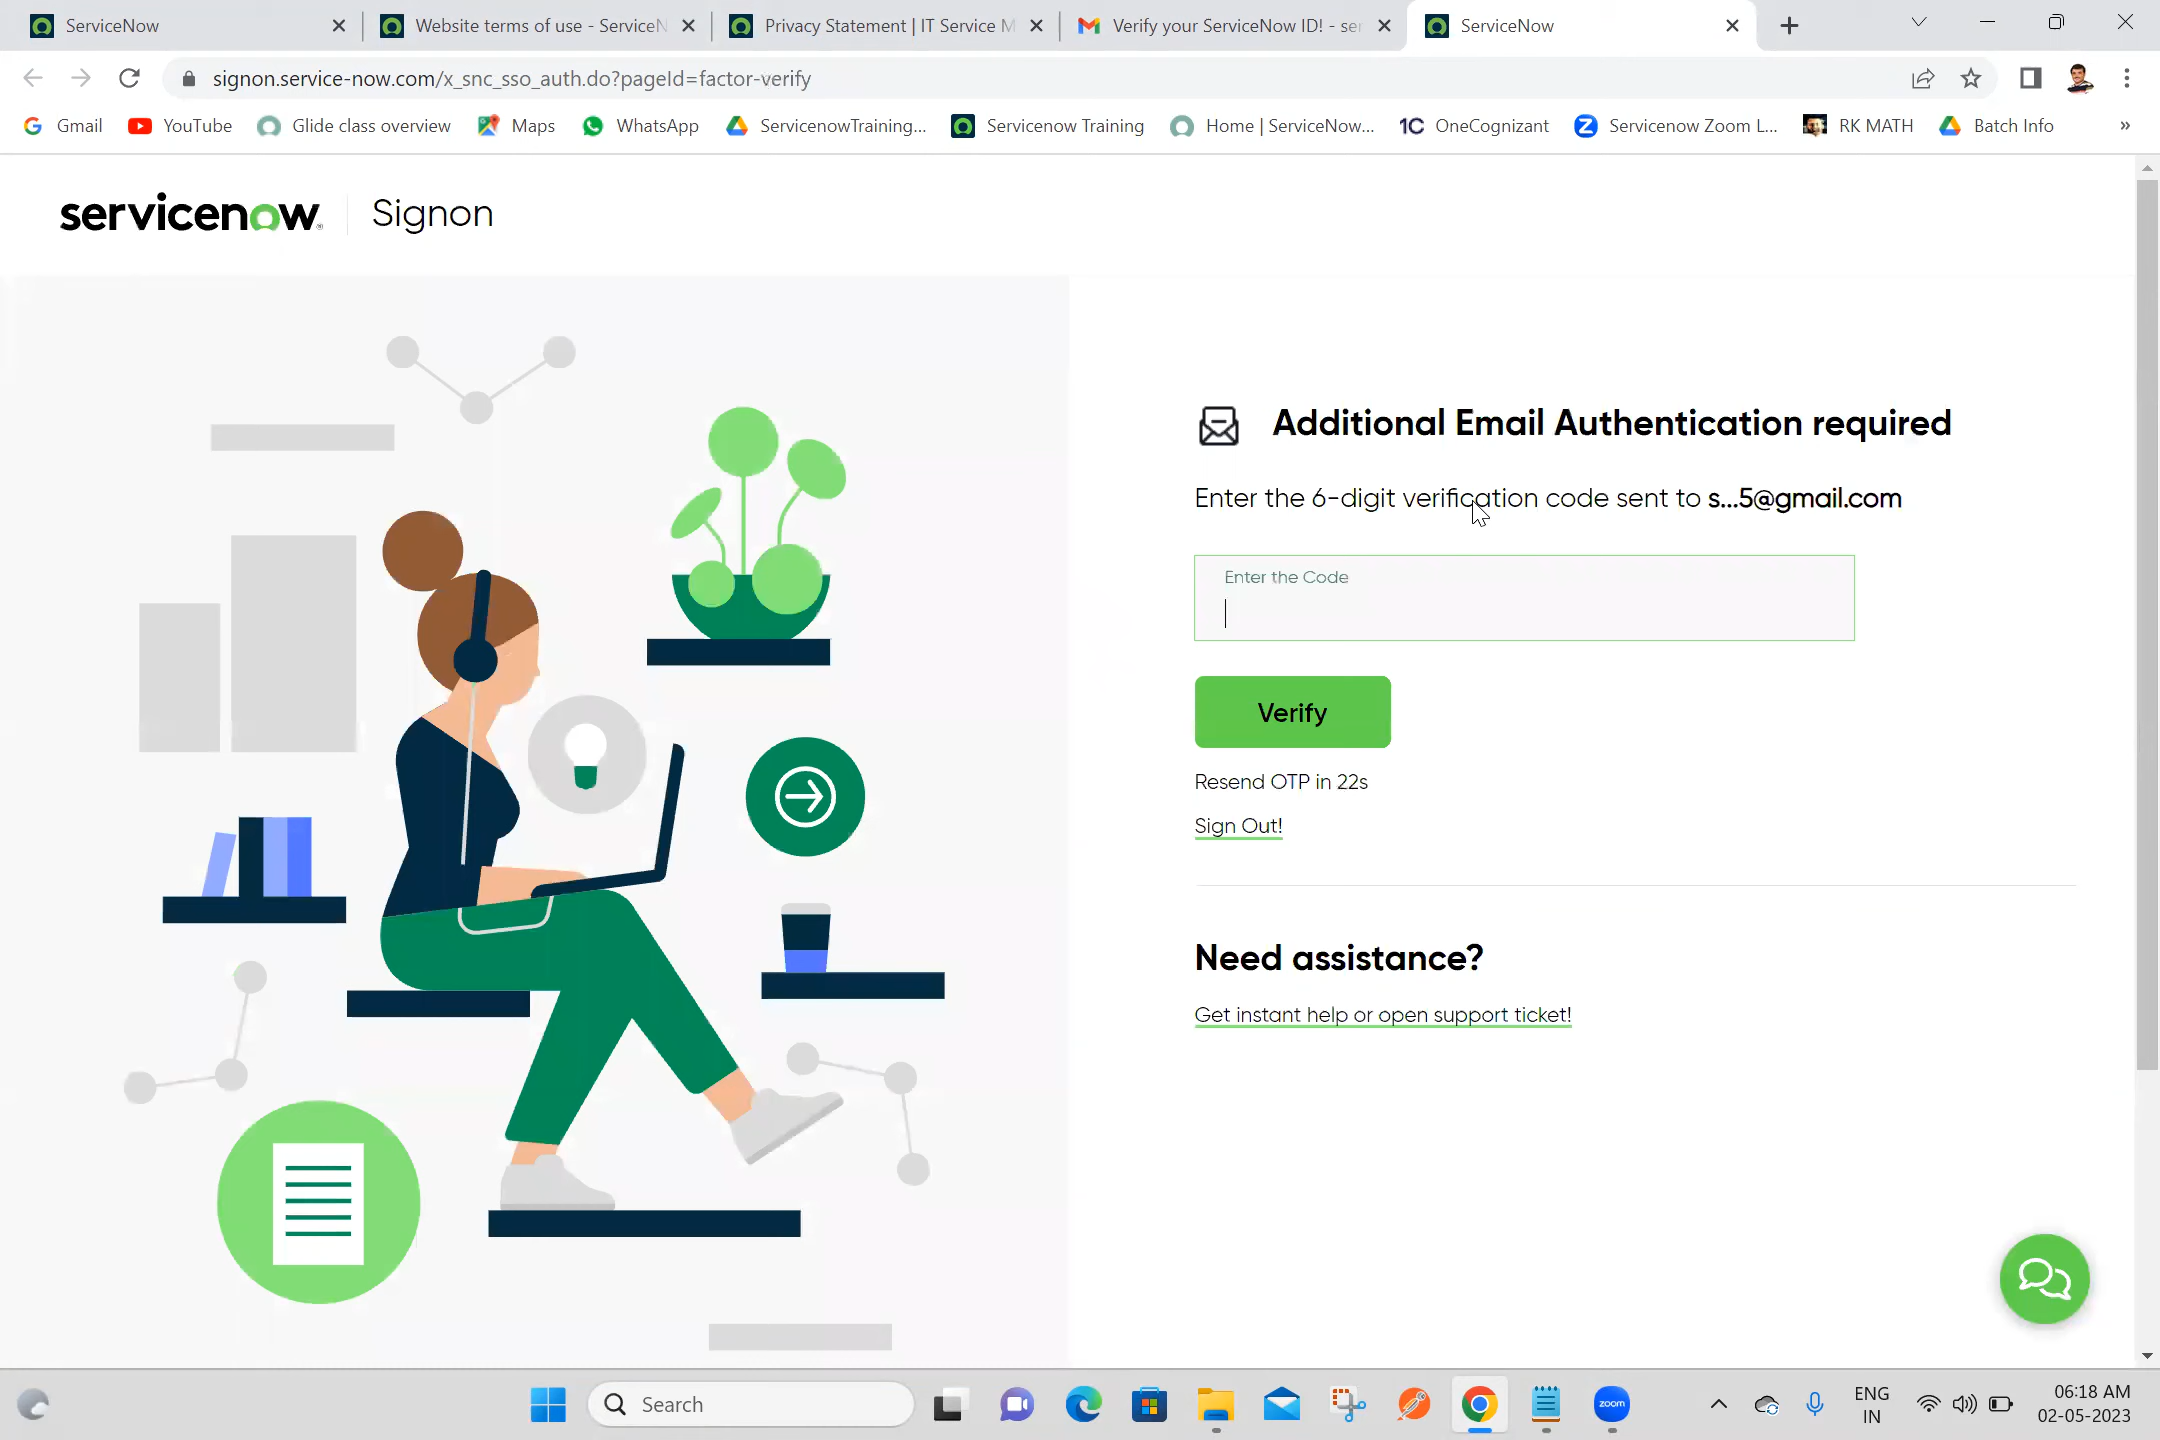 ServiceNow
Website terms of use - ServiceN
Privacy Statement | IT Service M
Verify your ServiceNow ID! - ser
ServiceNow
signon.service-now.com/x_snc_sso_auth.do?pageId=factor-verify
Gmail
YouTube
Glide class overview
Maps
WhatsApp
ServicenowTraining...
Servicenow Training
Home | ServiceNow...
1C OneCognizant
Servicenow Zoom L...
RK MATH
Batch Info
»
servicenow
Signon
Additional Email Authentication required
Enter the 6-digit verification code sent to s...5@gmail.com
Enter the Code
Verify
Resend OTP in 22s
Sign Out!
Need assistance?
Get instant help or open support ticket!
Search
zoom
ENG
IN
06:18 AM
02-05-2023